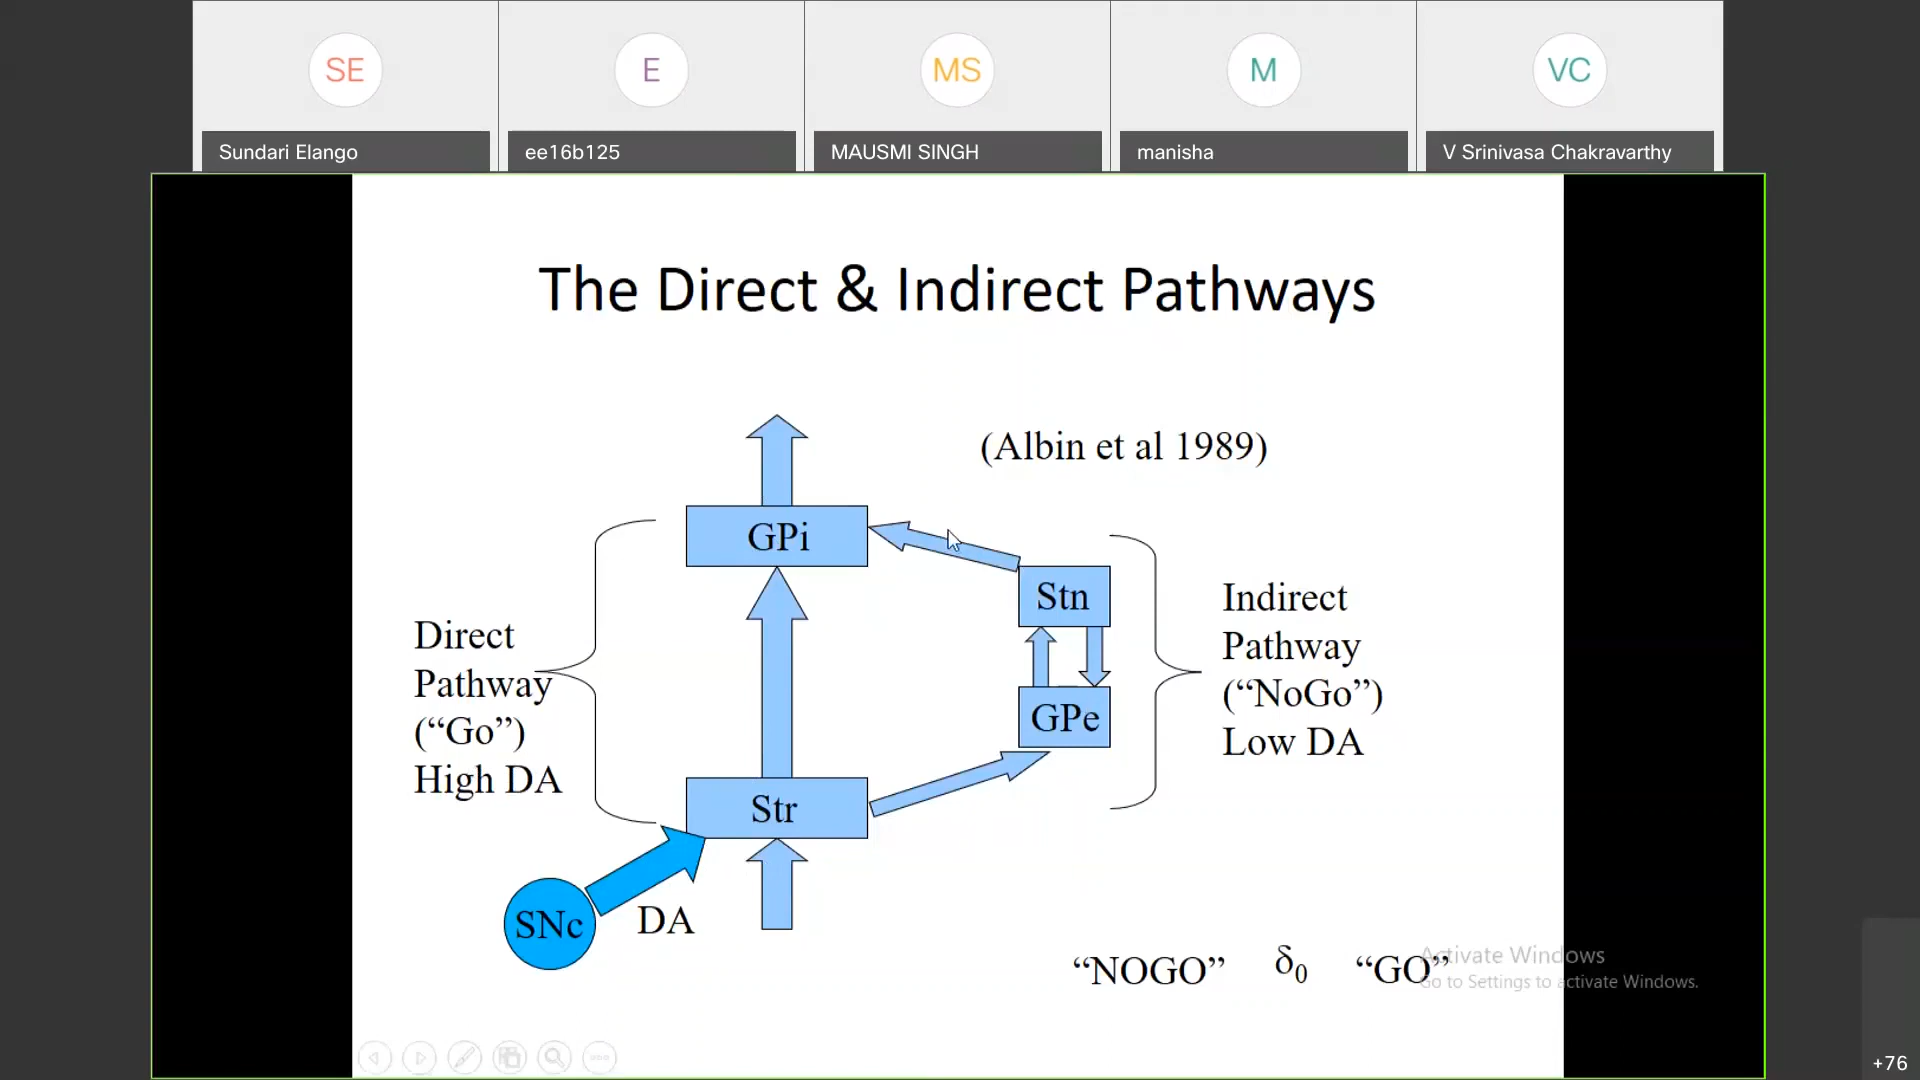 SE
E
MS
M
VC
Sundari Elango
ee16b125
MAUSMI SINGH
manisha
V Srinivasa Chakravarthy
The Direct & Indirect Pathways
(Albin et al 1989)
GPi
Stn
GPe
Str
SNc
DA
Direct
Pathway
(“Go”)
High DA
Indirect
Pathway
(“NoGo”)
Low DA
“NOGO” δ0 “GO”
Activate Windows
Go to Settings to activate Windows.
+76